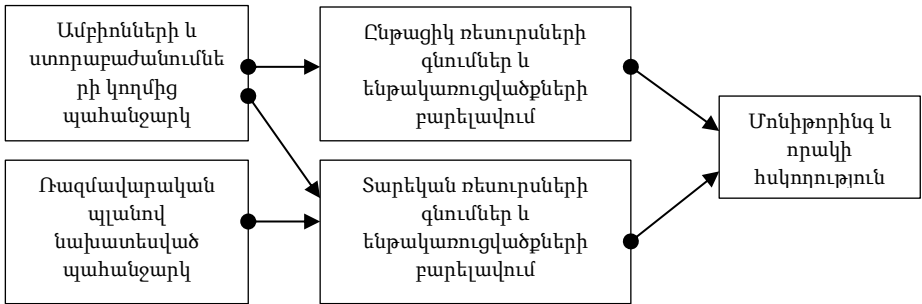 Ամբիոնների և
ստորաբաժանումնե
րի կողմից
պահանջարկ
Ընթացիկ ռեսուրսների
գնումներ և
ենթակառուցվածքների
բարելավում
Մոնիթորինգ և
որակի
հսկողություն
Ռազմավարական
պլանով
նախատեսված
պահանջարկ
Տարեկան ռեսուրսների
գնումներ և
ենթակառուցվածքների
բարելավում